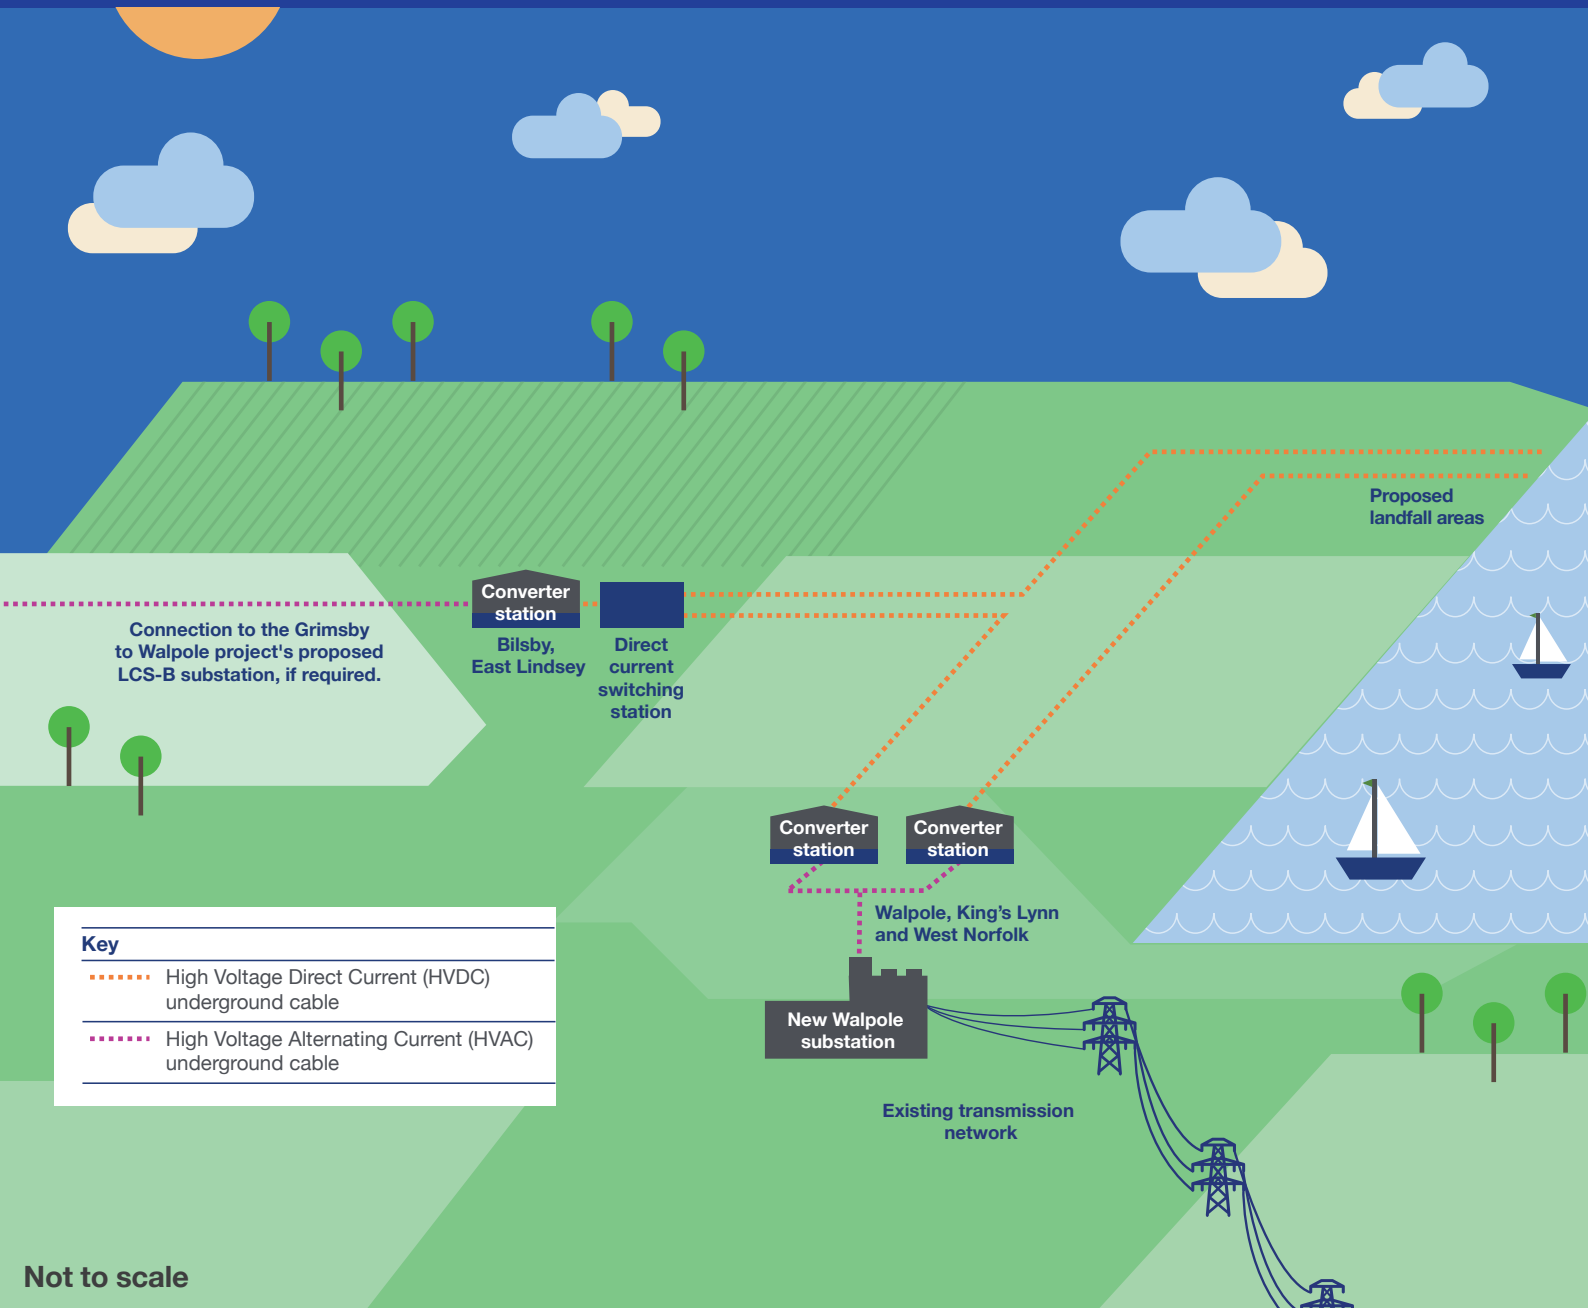 Proposed
landfall areas
Converter
station
Connection to the Grimsby
to Walpole project's proposed
LCS-B substation, if required.
Bilsby,
East Lindsey
Direct
current
switching
station
Converter
station
Converter
station
Walpole, King’s Lynn
and West Norfolk
Key
High Voltage Direct Current (HVDC)
underground cable
High Voltage Alternating Current (HVAC)
underground cable
New Walpole
substation
Existing transmission
network
Not to scale